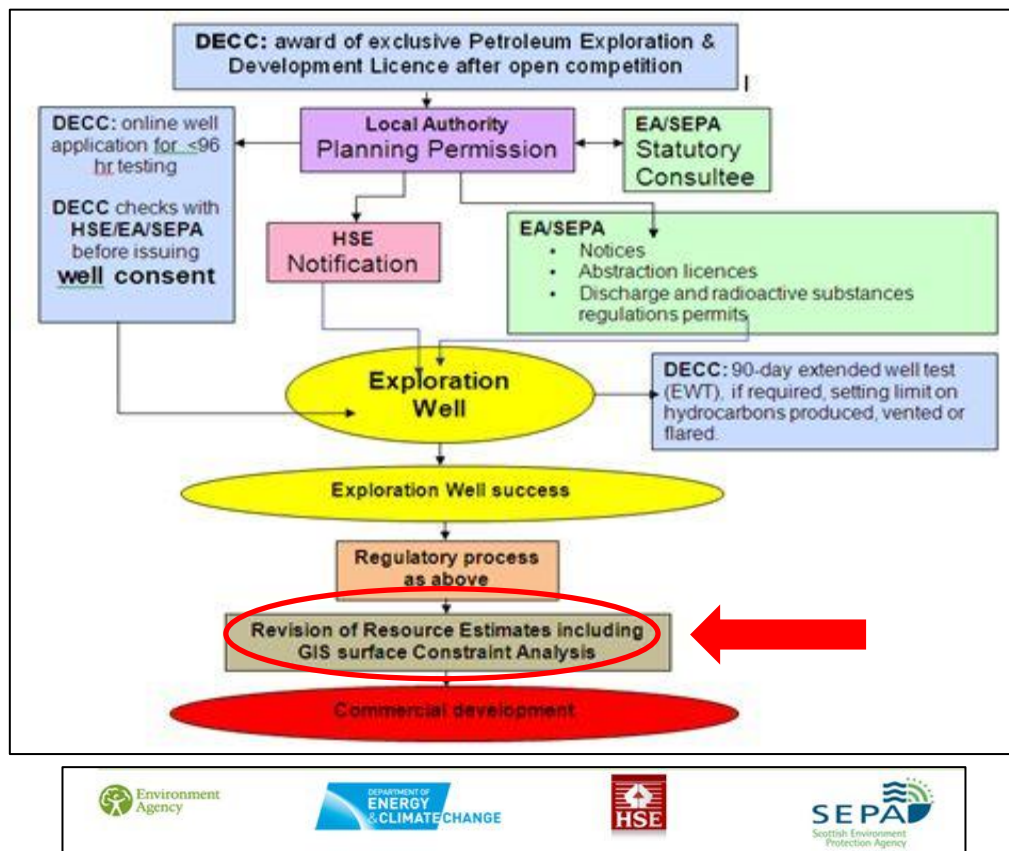 DECC: award of exclusive Petroleum Exploration &
Development Licence after open competition
DECC: online well
application for <96
hr testing
DECC checks with
HSE/EA/SEPA
before issuing
well consent
Local Authority
Planning Permission
EA/SEPA
Statutory
Consultee
HSE
Notification
EA/SEPA
• Notices
• Abstraction licences
• Discharge and radioactive substances
regulations permits
Exploration
Well
DECC: 90-day extended well test
(EWT), if required, setting limit on
hydrocarbons produced, vented or
flared.
Exploration Well success
Regulatory process
as above
Revision of Resource Estimates including
GIS surface Constraint Analysis
Commercial development
Environment
Agency
DEPARTMENT OF
ENERGY
& CLIMATE CHANGE
HSE
SEPA
Scottish Environment
Protection Agency